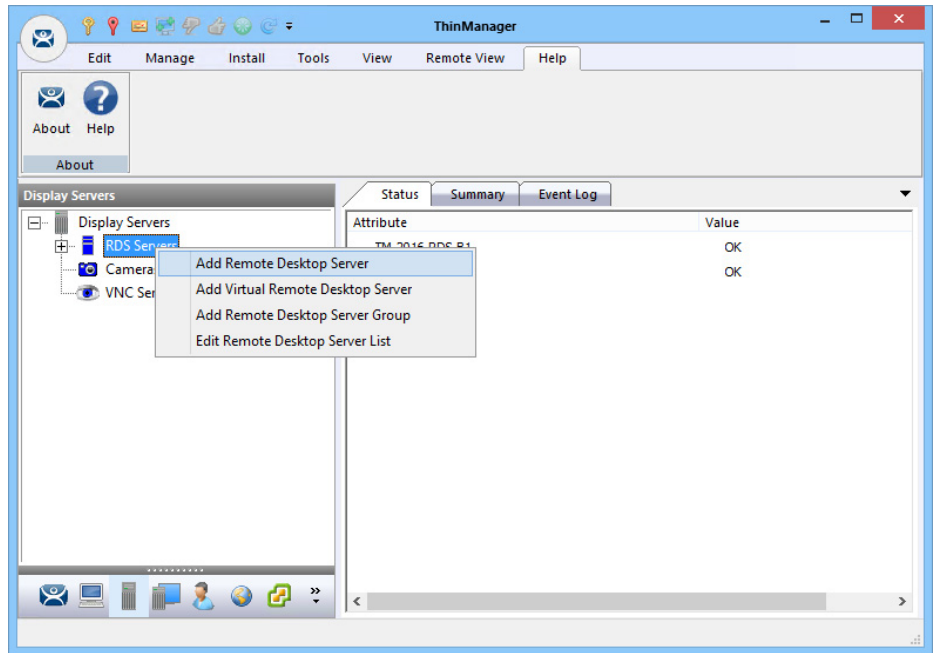 ThinManager
Edit Manage Install Tools View Remote View Help
About Help
About
Display Servers
Status Summary Event Log
Display Servers
Attribute Value
RDS Servers
OK
Add Remote Desktop Server
OK
Add Virtual Remote Desktop Server
VNC Ser
Add Remote Desktop Server Group
Edit Remote Desktop Server List
Camera